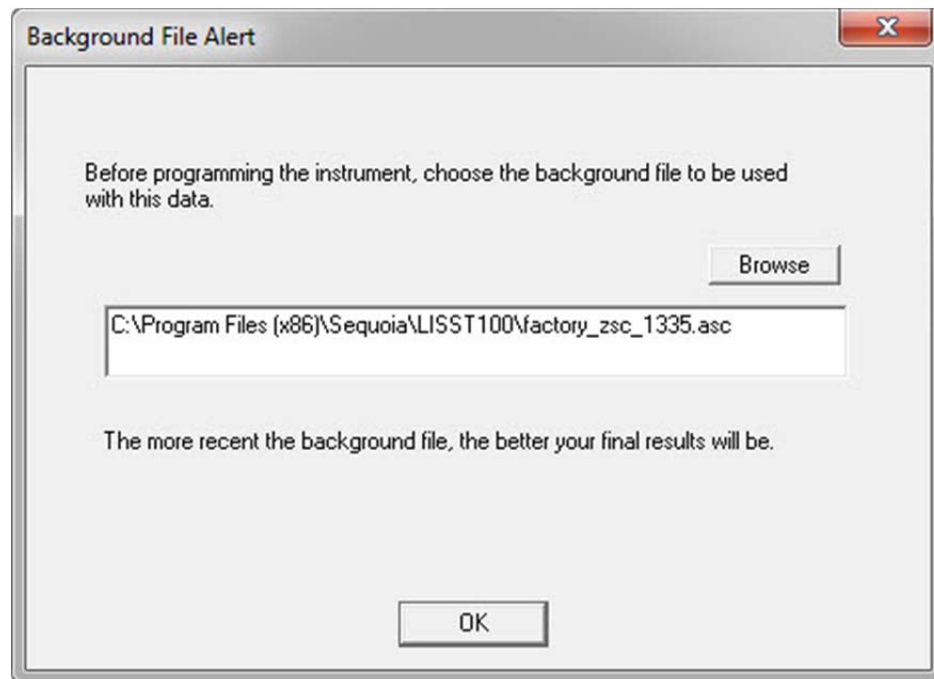 Background File Alert
Before programming the instrument, choose the background file to be used
with this data.
Browse
C:\Program Files (x86)\Sequoia\LISST100\factory_zsc_1335.asc
The more recent the background file, the better your final results will be.
OK